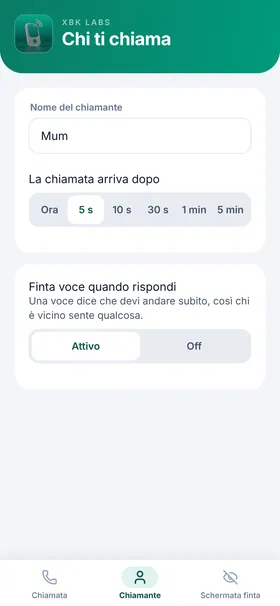 XBK LABS
Chi ti chiama
Nome del chiamante
Mum
La chiamata arriva dopo
Ora 5 s 10 s 30 s 1 min 5 min
Finta voce quando rispondi
Una voce dice che devi andare subito, così chi
è vicino sente qualcosa.
Attivo Off
Chiamata Chiamante Schermata finta